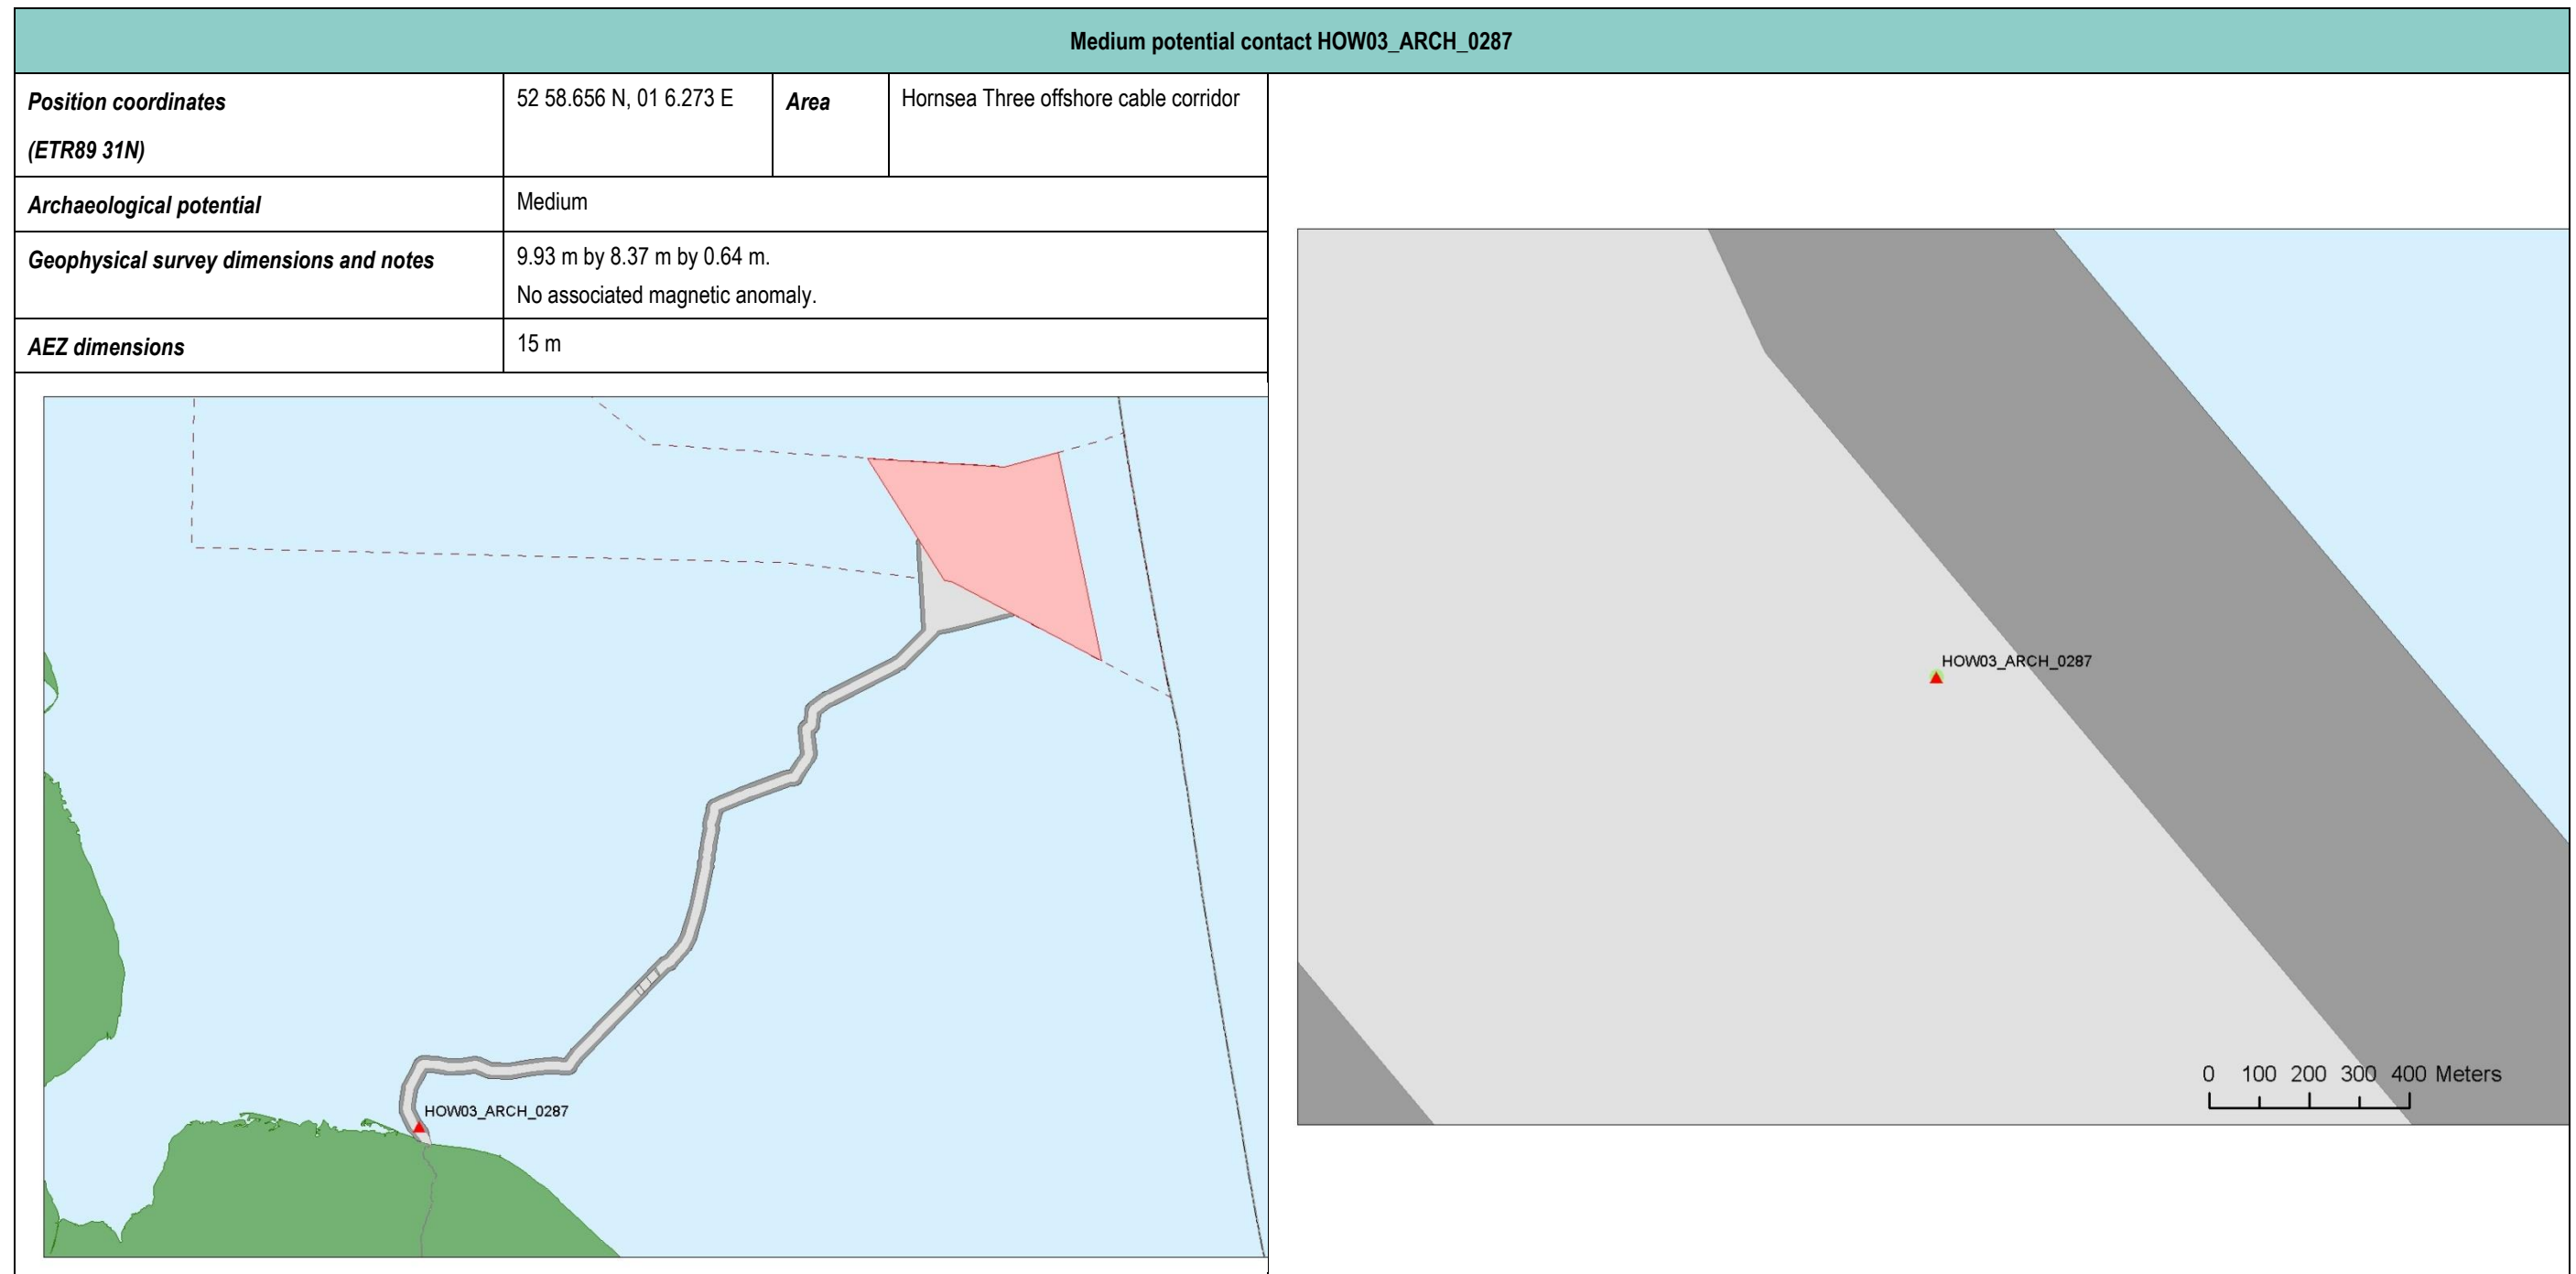 Medium potential contact HOW03_ARCH_0287
Position coordinates
(ETR89 31N)
52 58.656 N, 01 6.273 E
Area
Hornsea Three offshore cable corridor
Archaeological potential
Medium
Geophysical survey dimensions and notes
9.93 m by 8.37 m by 0.64 m.
No associated magnetic anomaly.
AEZ dimensions
15 m
HOW03_ARCH_0287
HOW03_ARCH_0287
0 100 200 300 400 Meters